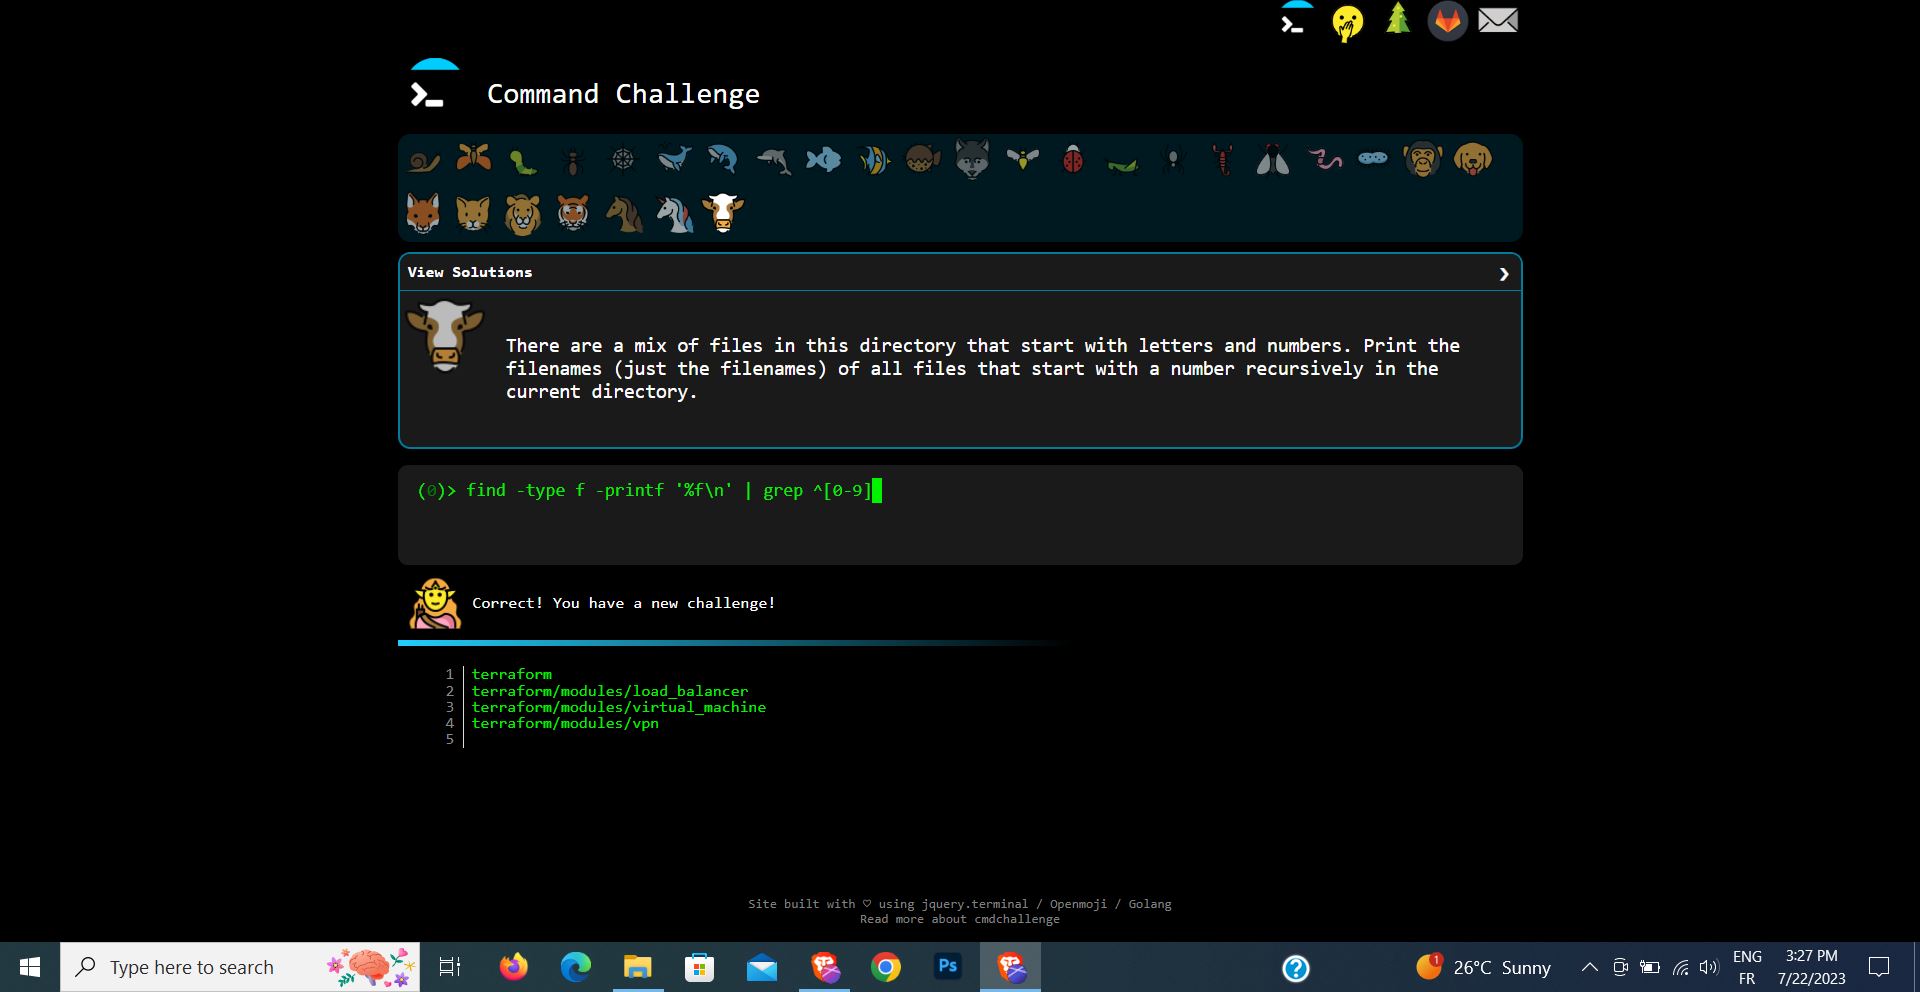 Command Challenge
View Solutions
There are a mix of files in this directory that start with letters and numbers. Print the
filenames (just the filenames) of all files that start with a number recursively in the
current directory.
(0)> find -type f -printf '%f\n' | grep ^[0-9]
Correct! You have a new challenge!
1 terraform
2 terraform/modules/load_balancer
3 terraform/modules/virtual_machine
4 terraform/modules/vpn
5
Site built with ♡ using jquery.terminal / Openmoji / Golang
Read more about cmdchallenge
Type here to search
Ps
1
26°C Sunny
ENG
FR
3:27 PM
7/22/2023